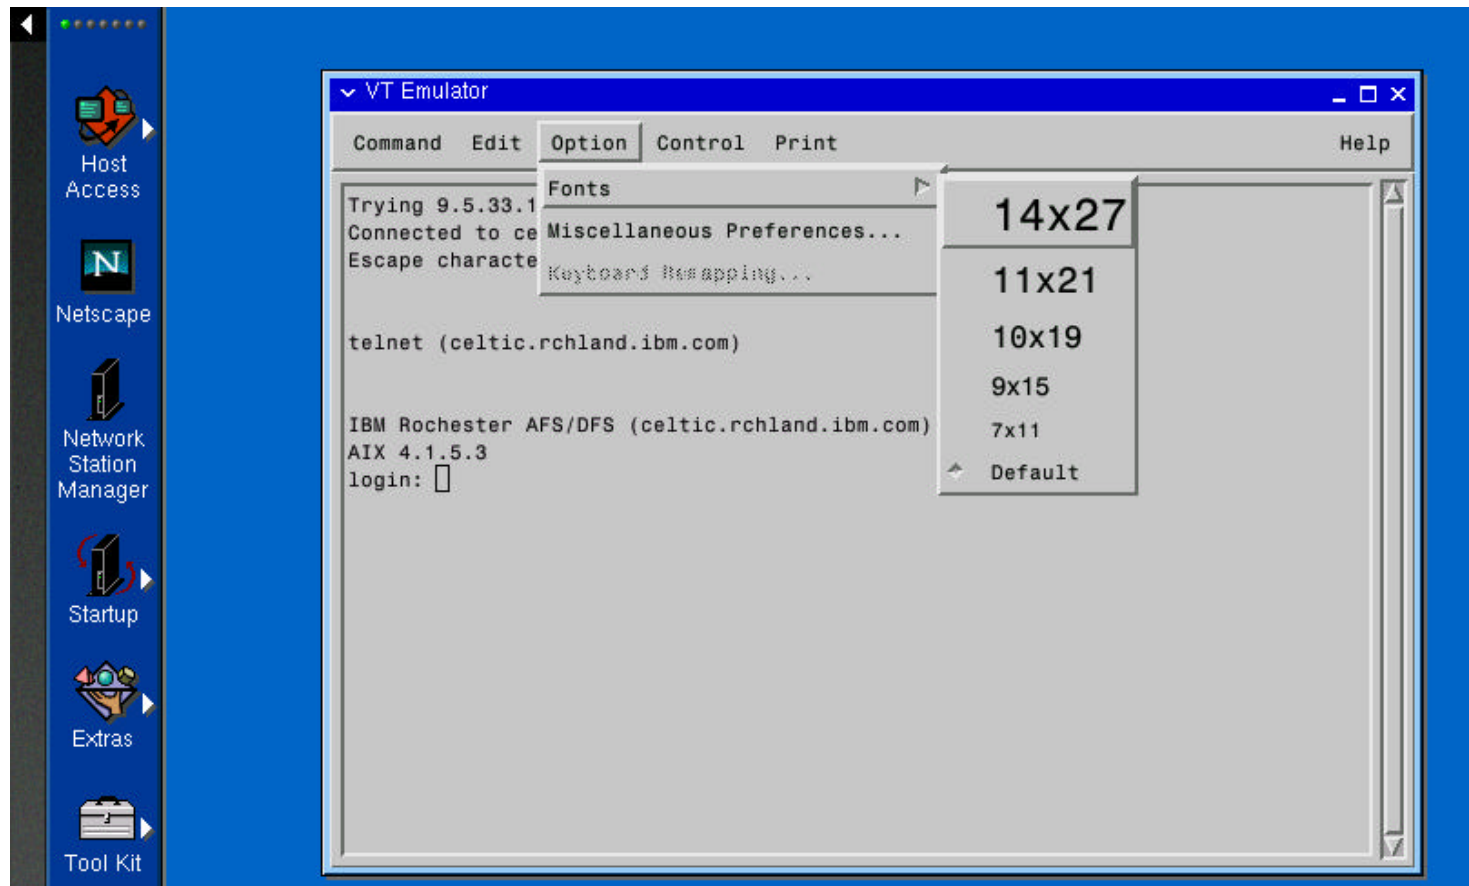 Host
Access
N
Netscape
Network
Station
Manager
Startup
Extras
Tool Kit
VT Emulator
Command Edit Option Control Print Help
Fonts
Miscellaneous Preferences...
Keyboard Remapping...
14x27
11x21
10x19
9x15
7x11
Default
Trying 9.5.33.1
Connected to ce
Escape characte
telnet (celtic.rchland.ibm.com)
IBM Rochester AFS/DFS (celtic.rchland.ibm.com)
AIX 4.1.5.3
login: